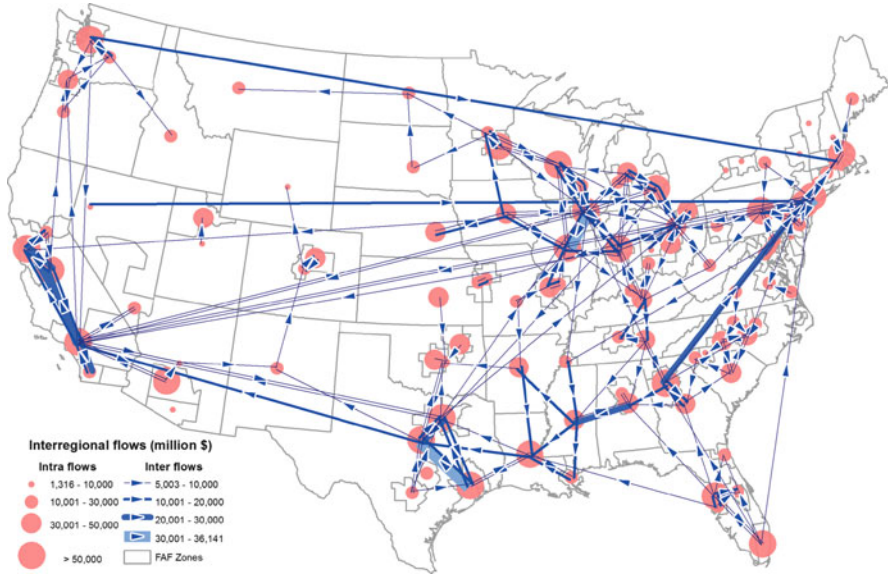 Interregional flows (million $)
Intra flows Inter flows
1,316 - 10,000 5,003 - 10,000
10,001 - 30,000 10,001 - 20,000
30,001 - 50,000 20,001 - 30,000
30,001 - 36,141
> 50,000 FAF Zones